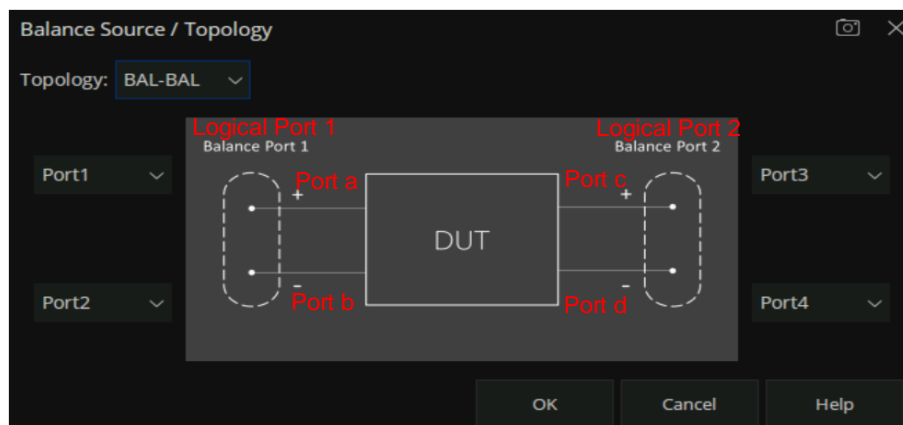 Balance Source / Topology
Topology: BAL-BAL
Logical Port 1
Logical Port 2
Balance Port 1
Balance Port 2
Port1
+
Port a
Port c
+
Port3
DUT
Port2
-
Port b
-
Port d
Port4
OK
Cancel
Help